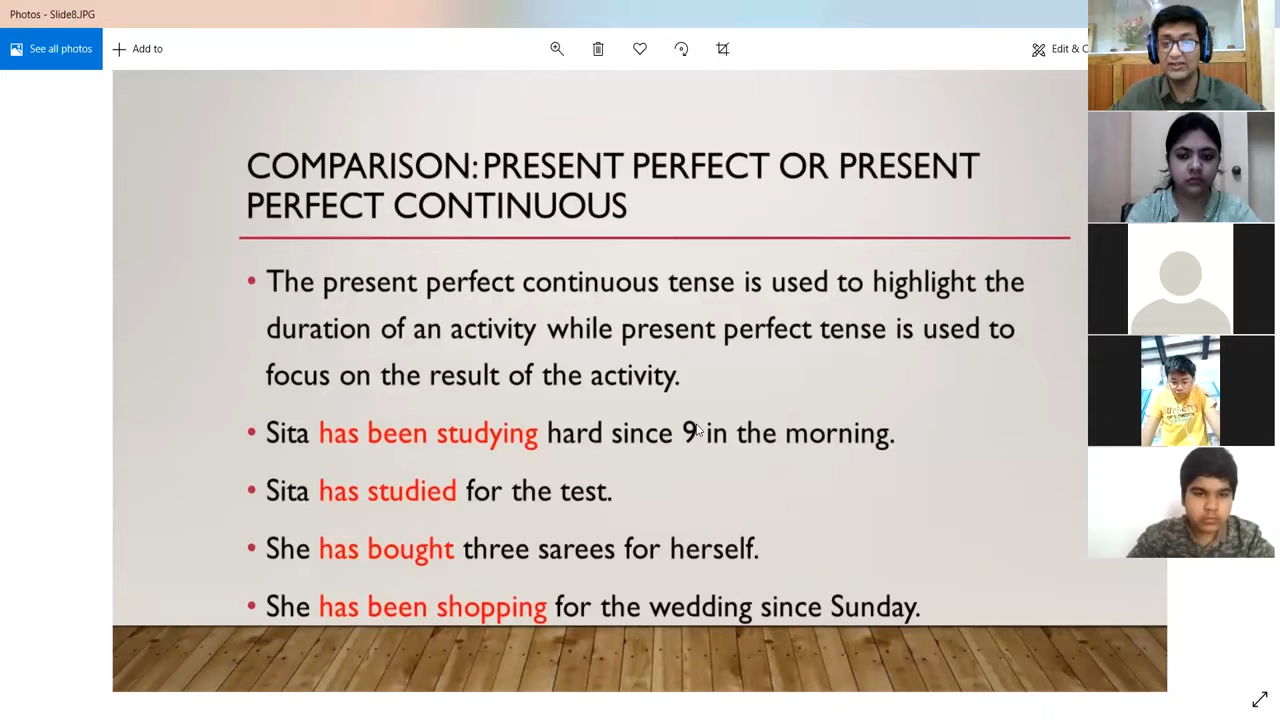 Photos - Slide8.JPG
See all photos
Add to
Edit & C
COMPARISON: PRESENT PERFECT OR PRESENT
PERFECT CONTINUOUS
• The present perfect continuous tense is used to highlight the
duration of an activity while present perfect tense is used to
focus on the result of the activity.
• Sita has been studying hard since 9 in the morning.
• Sita has studied for the test.
• She has bought three sarees for herself.
• She has been shopping for the wedding since Sunday.